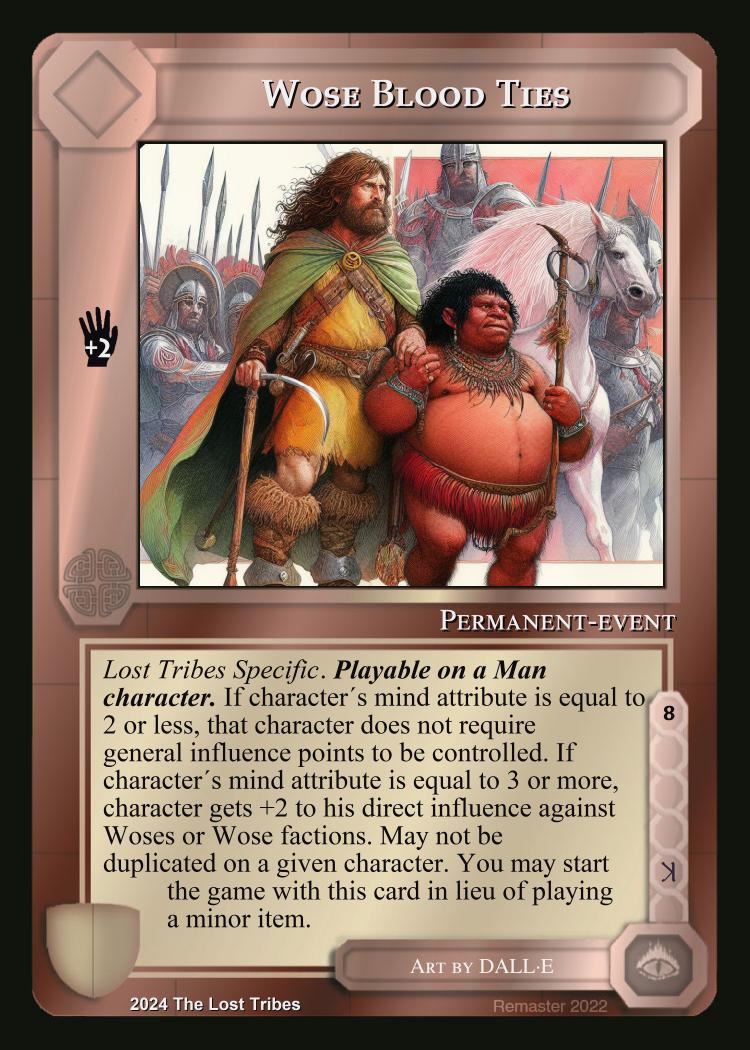 Wose Blood Ties
+2
Permanent-event
Lost Tribes Specific. Playable on a Man
character. If character´s mind attribute is equal to
2 or less, that character does not require
general influence points to be controlled. If
character´s mind attribute is equal to 3 or more,
character gets +2 to his direct influence against
Woses or Wose factions. May not be
duplicated on a given character. You may start
the game with this card in lieu of playing
a minor item.
8
Art by DALL·E
2024 The Lost Tribes
Remaster 2022